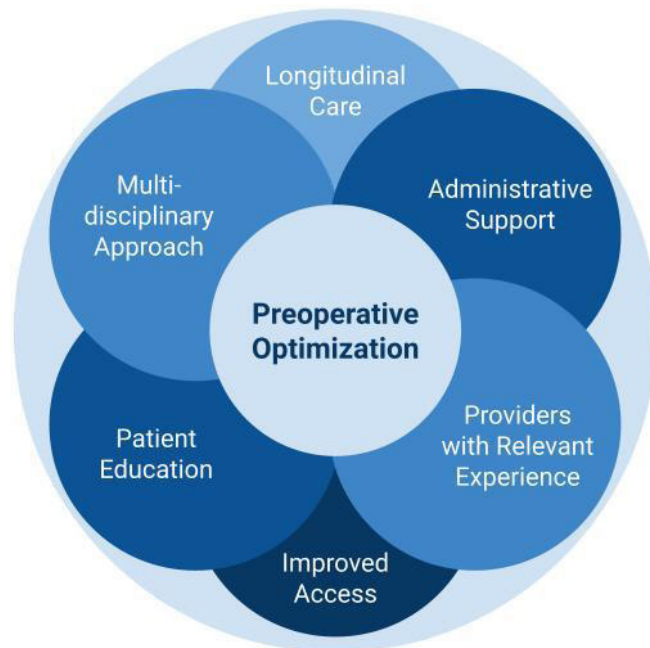 Longitudinal
Care
Multi-
disciplinary
Approach
Administrative
Support
Preoperative
Optimization
Patient
Education
Providers
with Relevant
Experience
Improved
Access